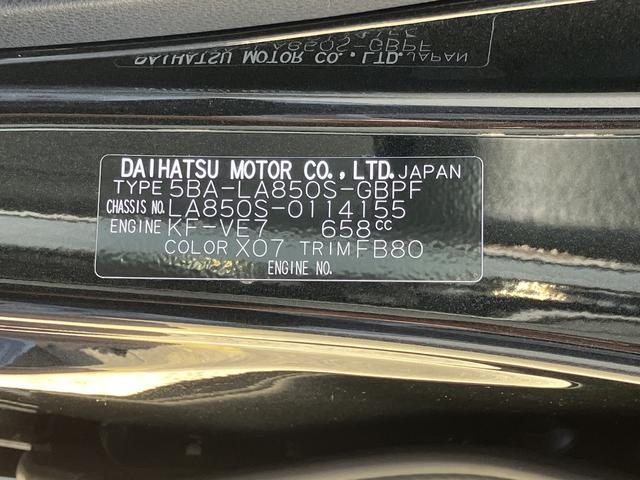 DAIHATSU MOTOR CO., LTD. JAPAN
TYPE 5BA-LA850S-GBPF
CHASSIS NO. LA850S-0114155
ENGINE KF-VE7 658cc
COLOR X07 TRIM FB80
ENGINE NO.